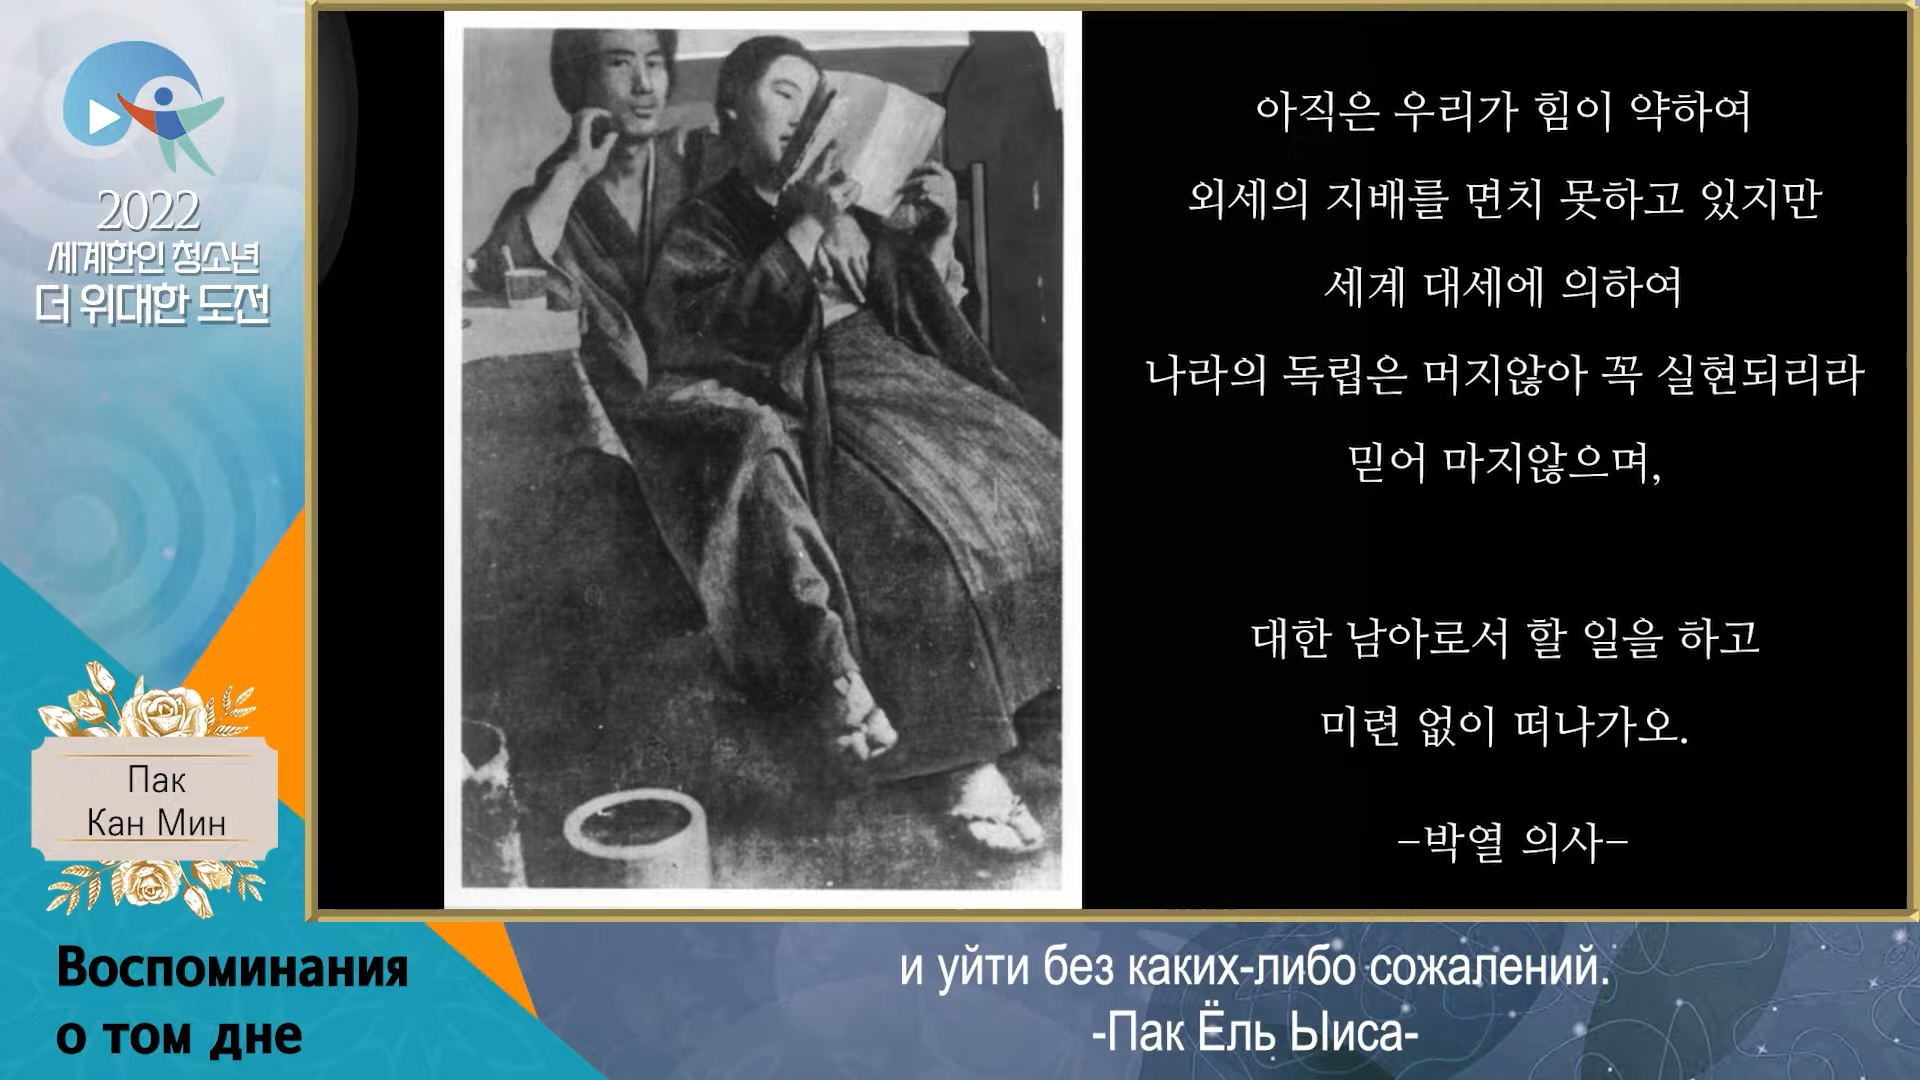 2022
세계한인 청소년
더 위대한 도전
아직은 우리가 힘이 약하여
외세의 지배를 면치 못하고 있지만
세계 대세에 의하여
나라의 독립은 머지않아 꼭 실현되리라
믿어 마지않으며,
대한 남아로서 할 일을 하고
미련 없이 떠나가오.
-박열 의사-
Пак
Кан Мин
Воспоминания
о том дне
и уйти без каких-либо сожалений.
-Пак Ёль Ыиса-